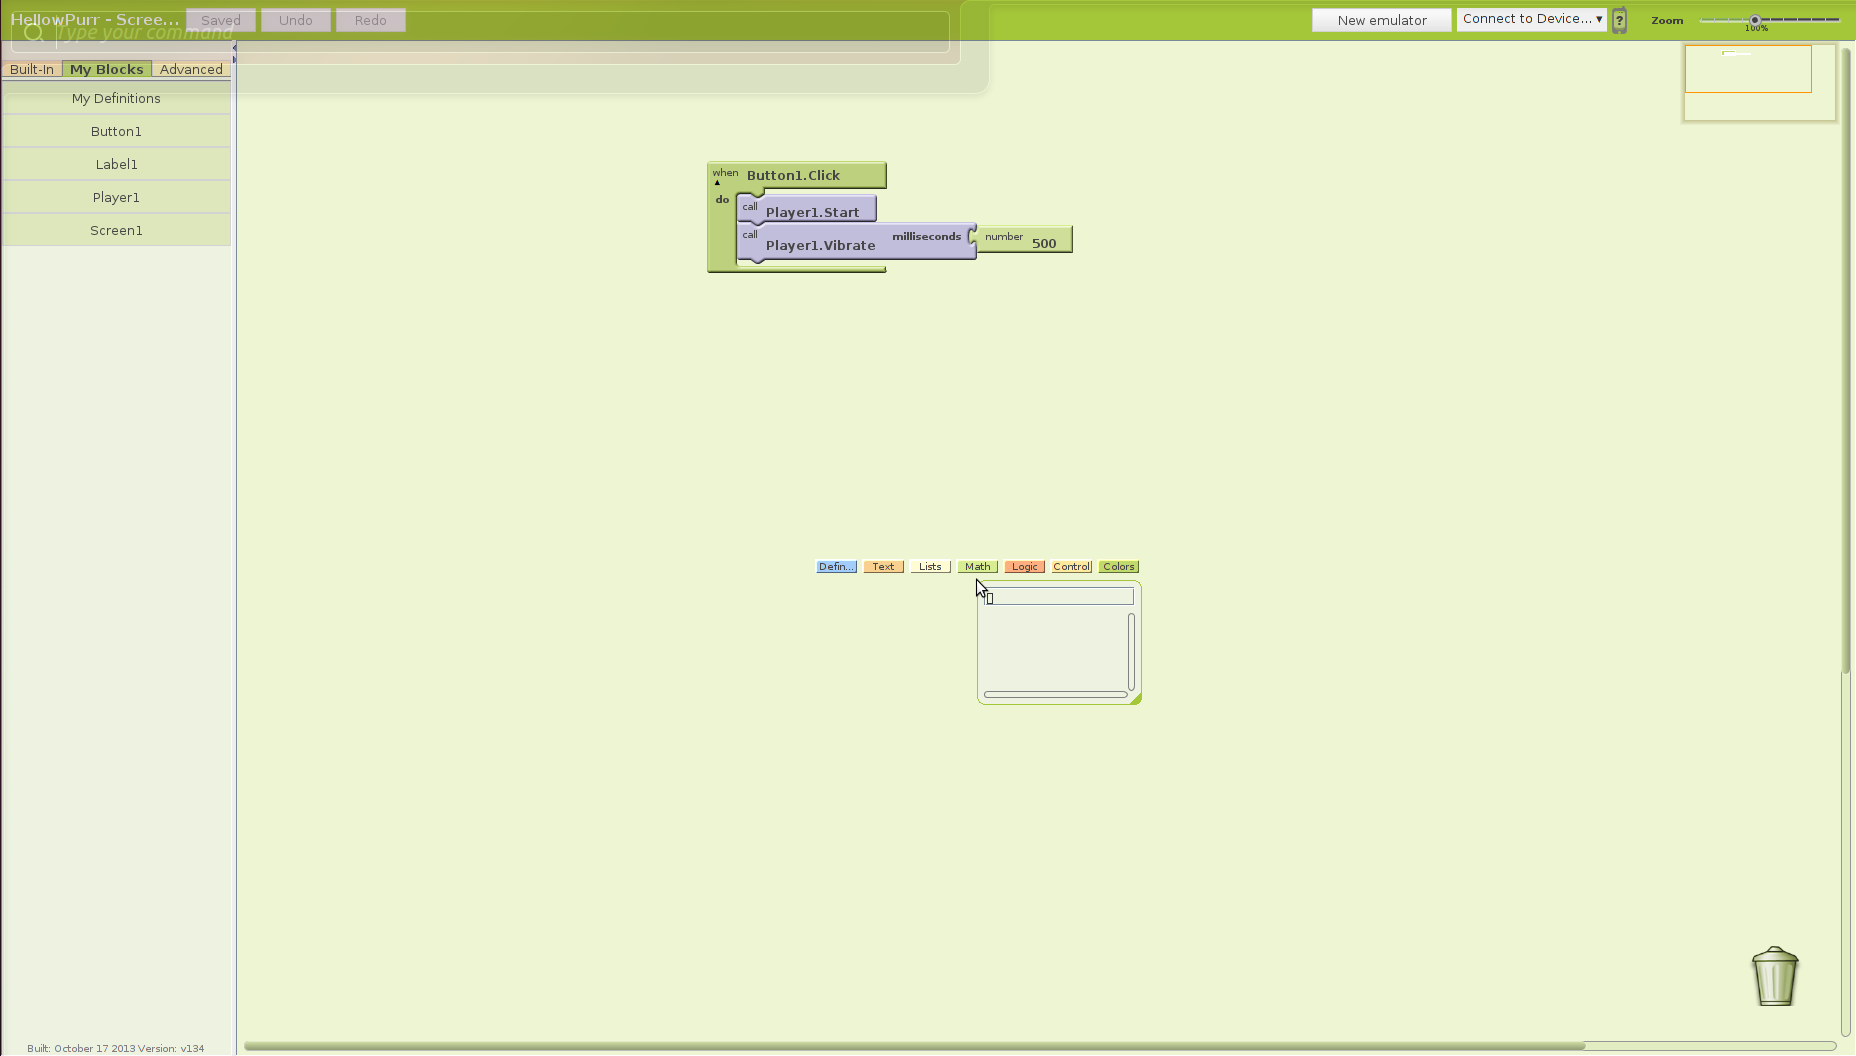 HellowPurr - Scree...
Saved
Undo
Redo
Type your command
New emulator
Connect to Device...
?
Zoom
100%
Built-In
My Blocks
Advanced
My Definitions
Button1
Label1
Player1
Screen1
when Button1.Click
do
call Player1.Start
call Player1.Vibrate milliseconds
number 500
Defin...
Text
Lists
Math
Logic
Control
Colors
Built: October 17 2013 Version: v134